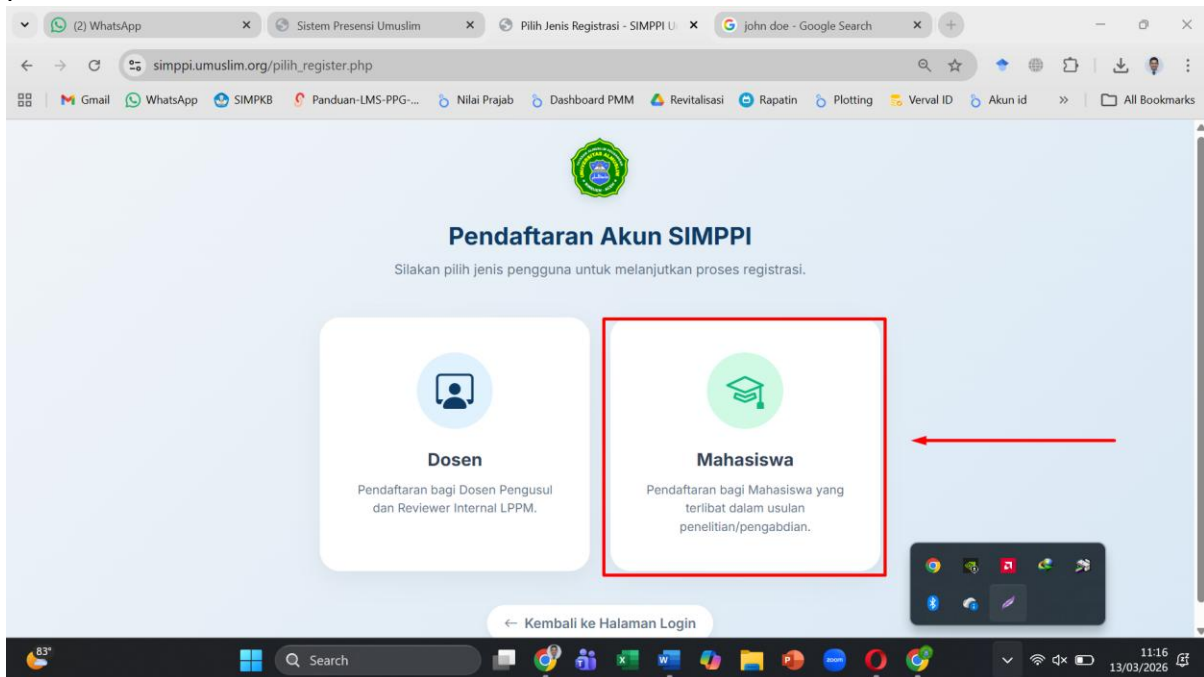 (2) WhatsApp
Sistem Presensi Umuslim
Pilih Jenis Registrasi - SIMPPI U
john doe - Google Search
simppi.umuslim.org/pilih_register.php
Gmail WhatsApp SIMPKB Panduan-LMS-PPG-... Nilai Prajab Dashboard PMM Revitalisasi Rapatin Plotting Verval ID Akun id » All Bookmarks
Pendaftaran Akun SIMPPI
Silakan pilih jenis pengguna untuk melanjutkan proses registrasi.
Dosen
Pendaftaran bagi Dosen Pengusul
dan Reviewer Internal LPPM.
Mahasiswa
Pendaftaran bagi Mahasiswa yang
terlibat dalam usulan
penelitian/pengabdian.
← Kembali ke Halaman Login
83°
Search
11:16
13/03/2026